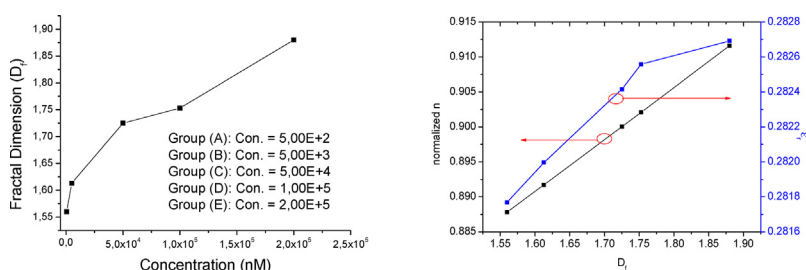 Fractal Dimension (Df)
1,90
1,85
1,80
1,75
1,70
1,65
1,60
1,55
Group (A): Con. = 5,00E+2
Group (B): Con. = 5,00E+3
Group (C): Con. = 5,00E+4
Group (D): Con. = 1,00E+5
Group (E): Con. = 2,00E+5
0,0 5,0x10⁴ 1,0x10⁵ 1,5x10⁵ 2,0x10⁵ 2,5x10⁵
Concentration (nM)
normalized n
0.915
0.910
0.905
0.900
0.895
0.890
0.885
0.2828
0.2826
0.2824
0.2822
0.2820
0.2818
0.2816
1.55 1.60 1.65 1.70 1.75 1.80 1.85 1.90